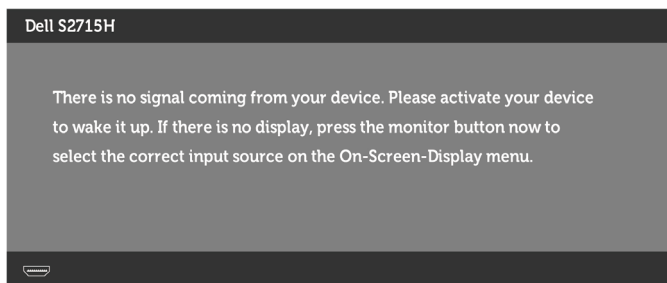 Dell S2715H
There is no signal coming from your device. Please activate your device
to wake it up. If there is no display, press the monitor button now to
select the correct input source on the On-Screen-Display menu.